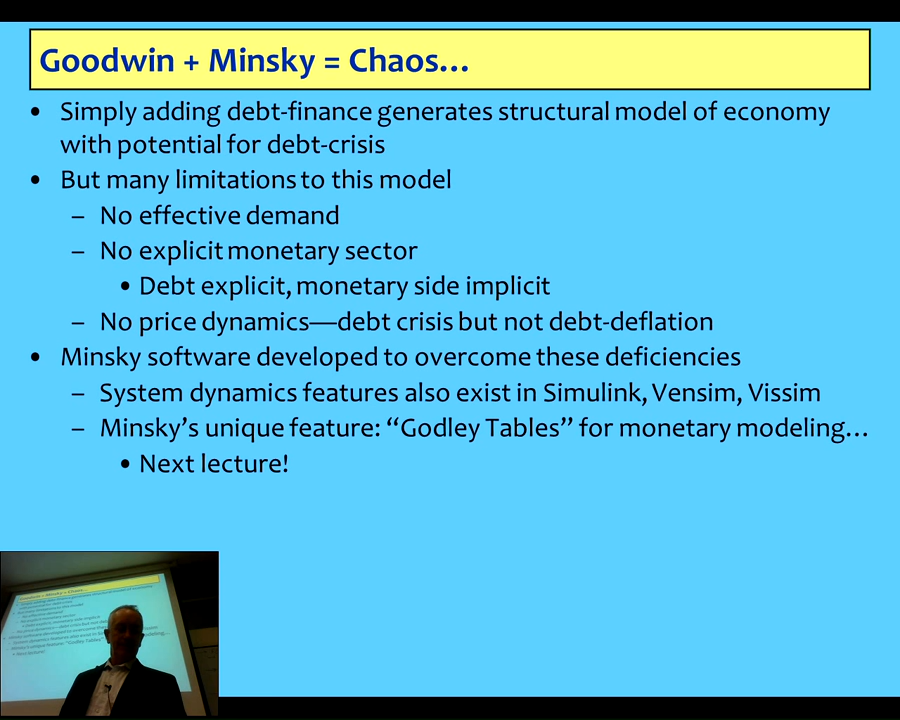 Goodwin + Minsky = Chaos…
• Simply adding debt-finance generates structural model of economy
with potential for debt-crisis
• But many limitations to this model
– No effective demand
– No explicit monetary sector
• Debt explicit, monetary side implicit
– No price dynamics—debt crisis but not debt-deflation
• Minsky software developed to overcome these deficiencies
– System dynamics features also exist in Simulink, Vensim, Vissim
– Minsky’s unique feature: “Godley Tables” for monetary modeling…
• Next lecture!